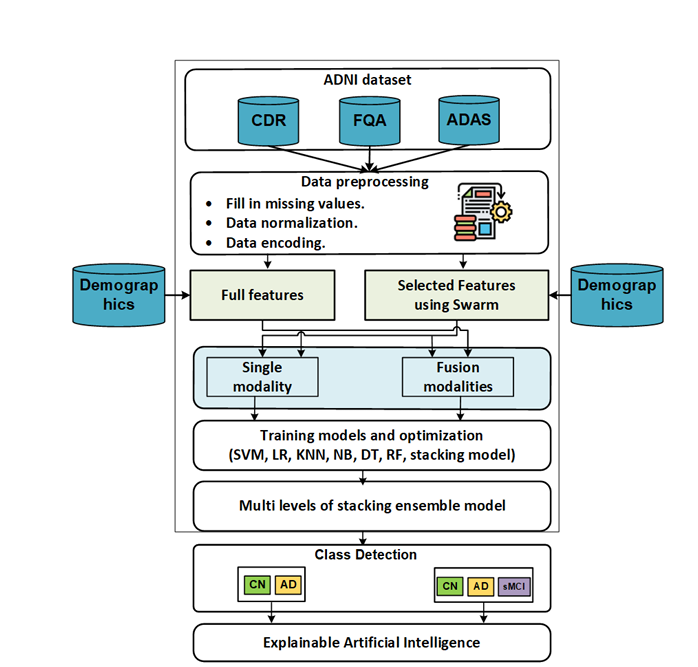 ADNI dataset
CDR
FQA
ADAS
Data preprocessing
• Fill in missing values.
• Data normalization.
• Data encoding.
Demograp
hics
Full features
Selected Features
using Swarm
Demograp
hics
Single
modality
Fusion
modalities
Training models and optimization
(SVM, LR, KNN, NB, DT, RF, stacking model)
Multi levels of stacking ensemble model
Class Detection
CN
AD
CN
AD
sMCI
Explainable Artificial Intelligence